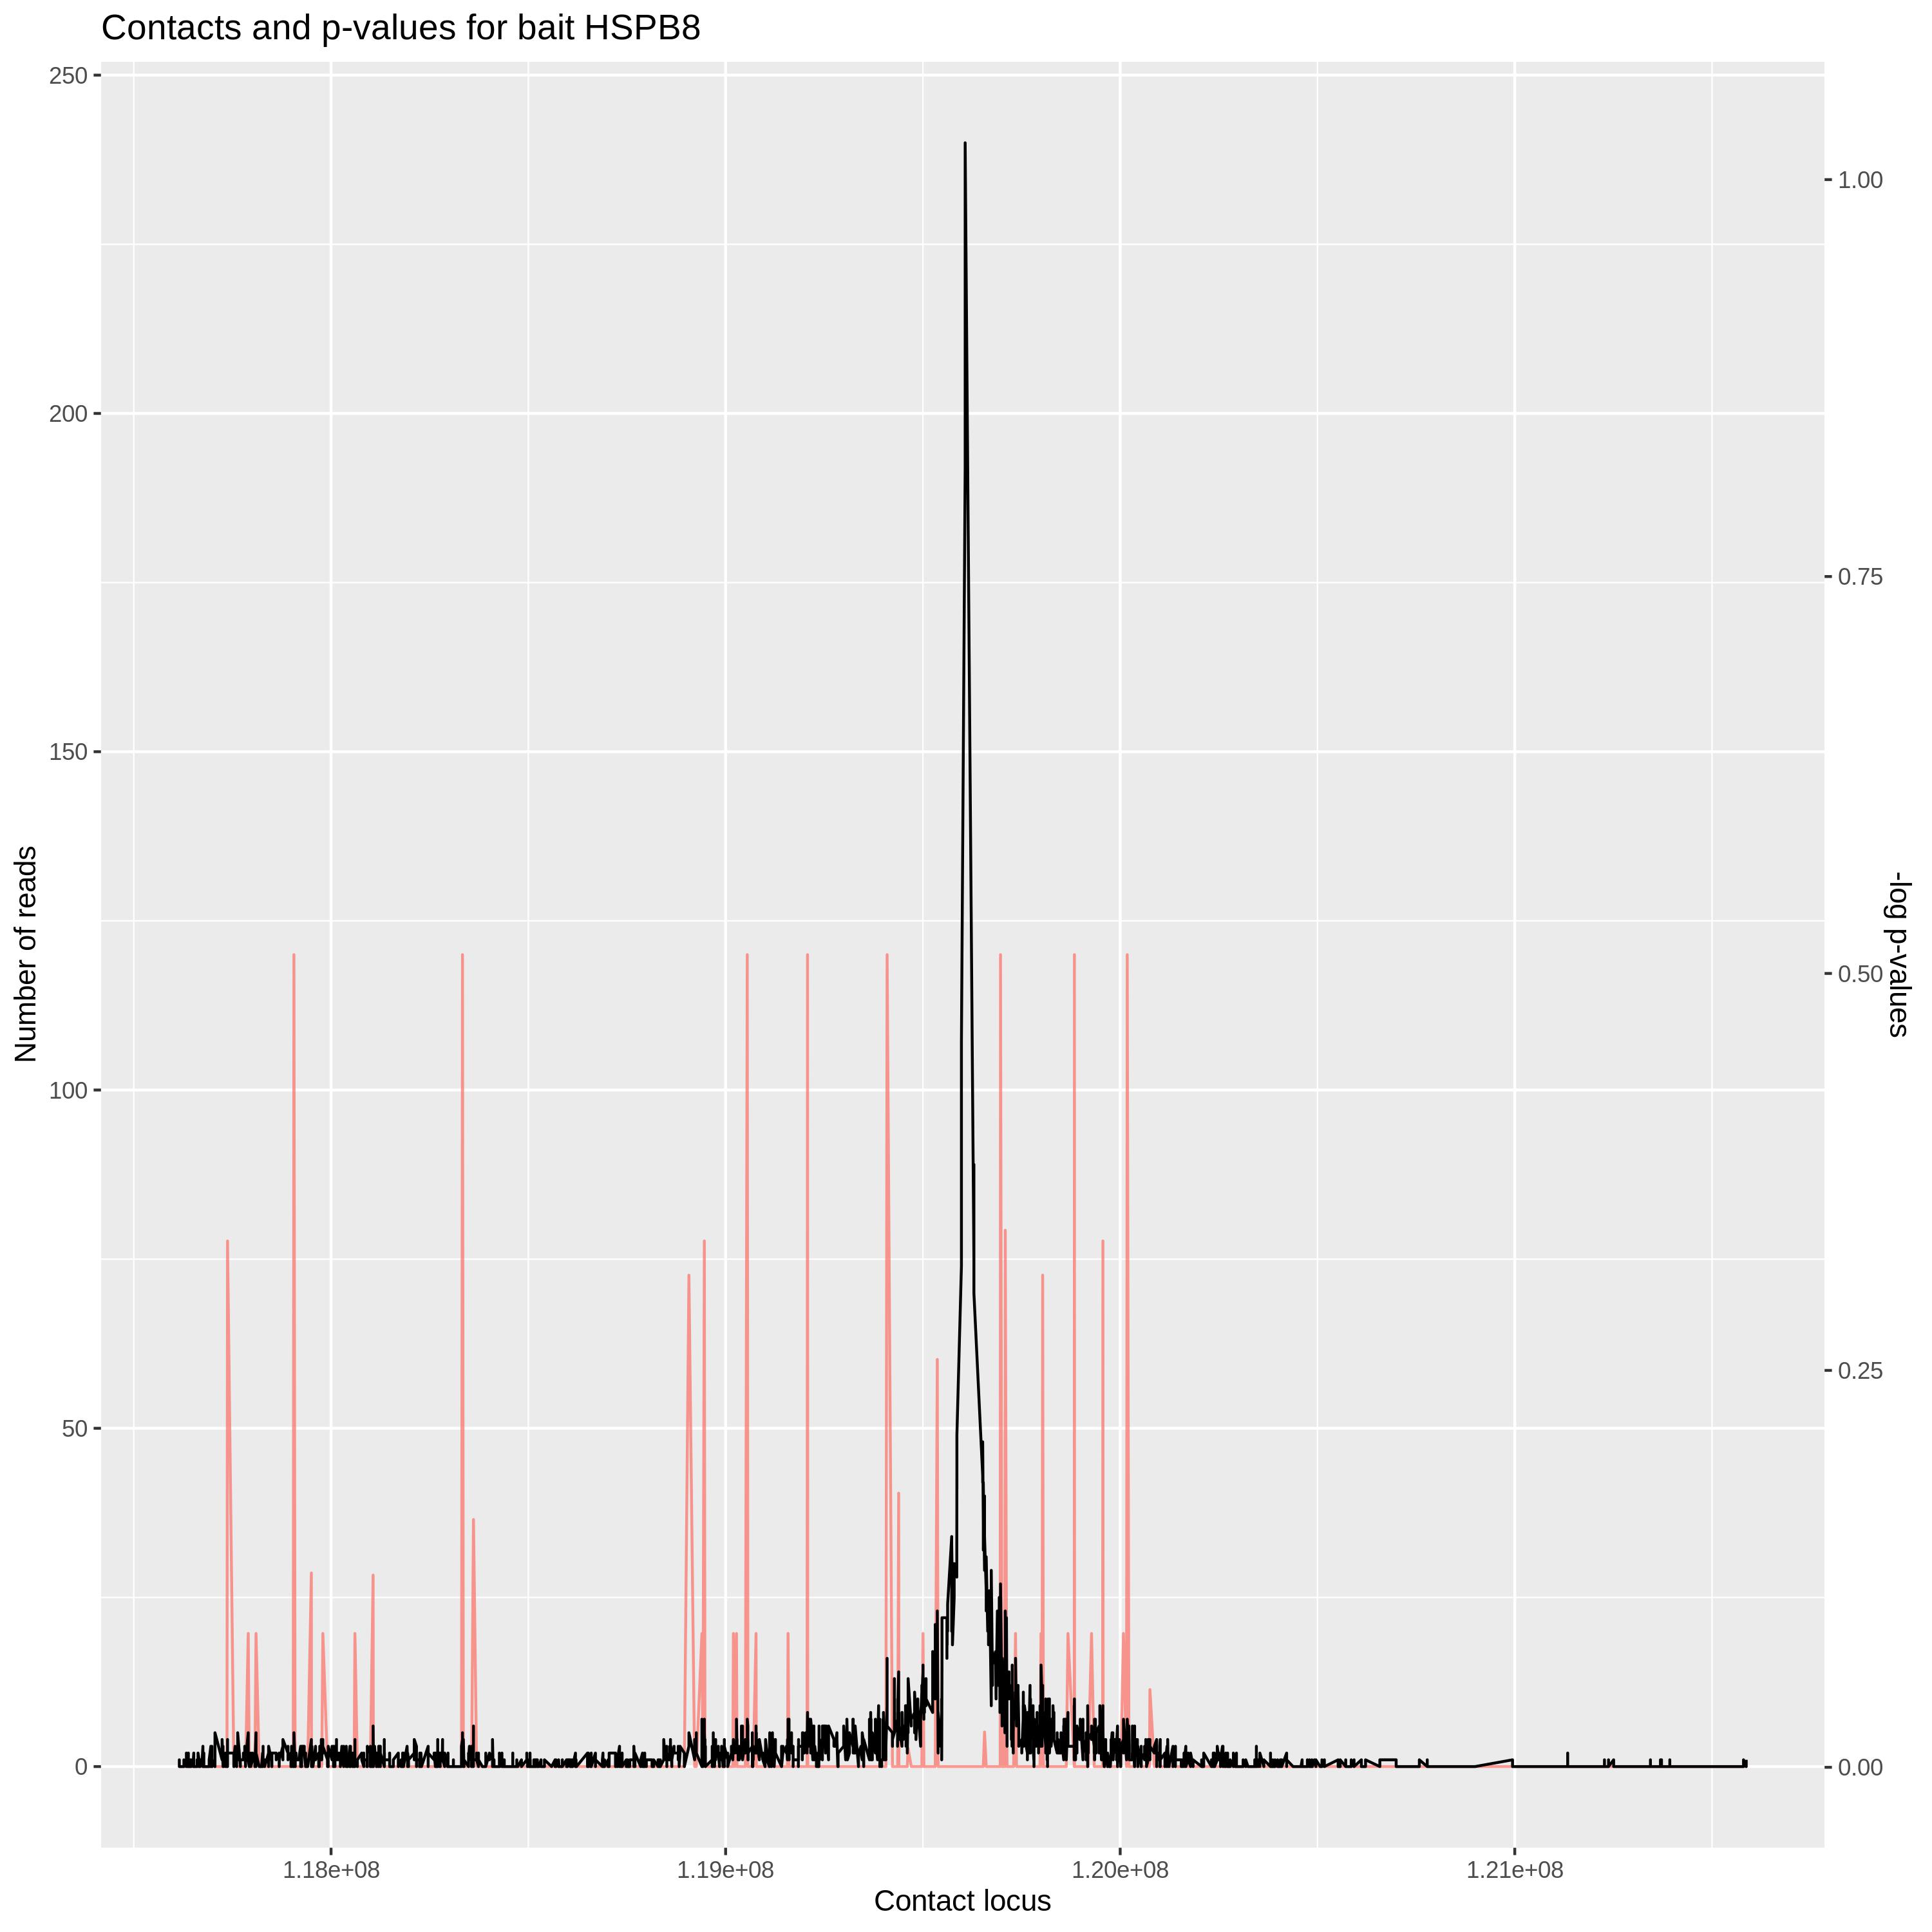 Contacts and p-values for bait HSPB8
250
200
150
100
50
0
Number of reads
1.00
0.75
0.50
0.25
0.00
-log p-values
1.18e+08
1.19e+08
1.20e+08
1.21e+08
Contact locus